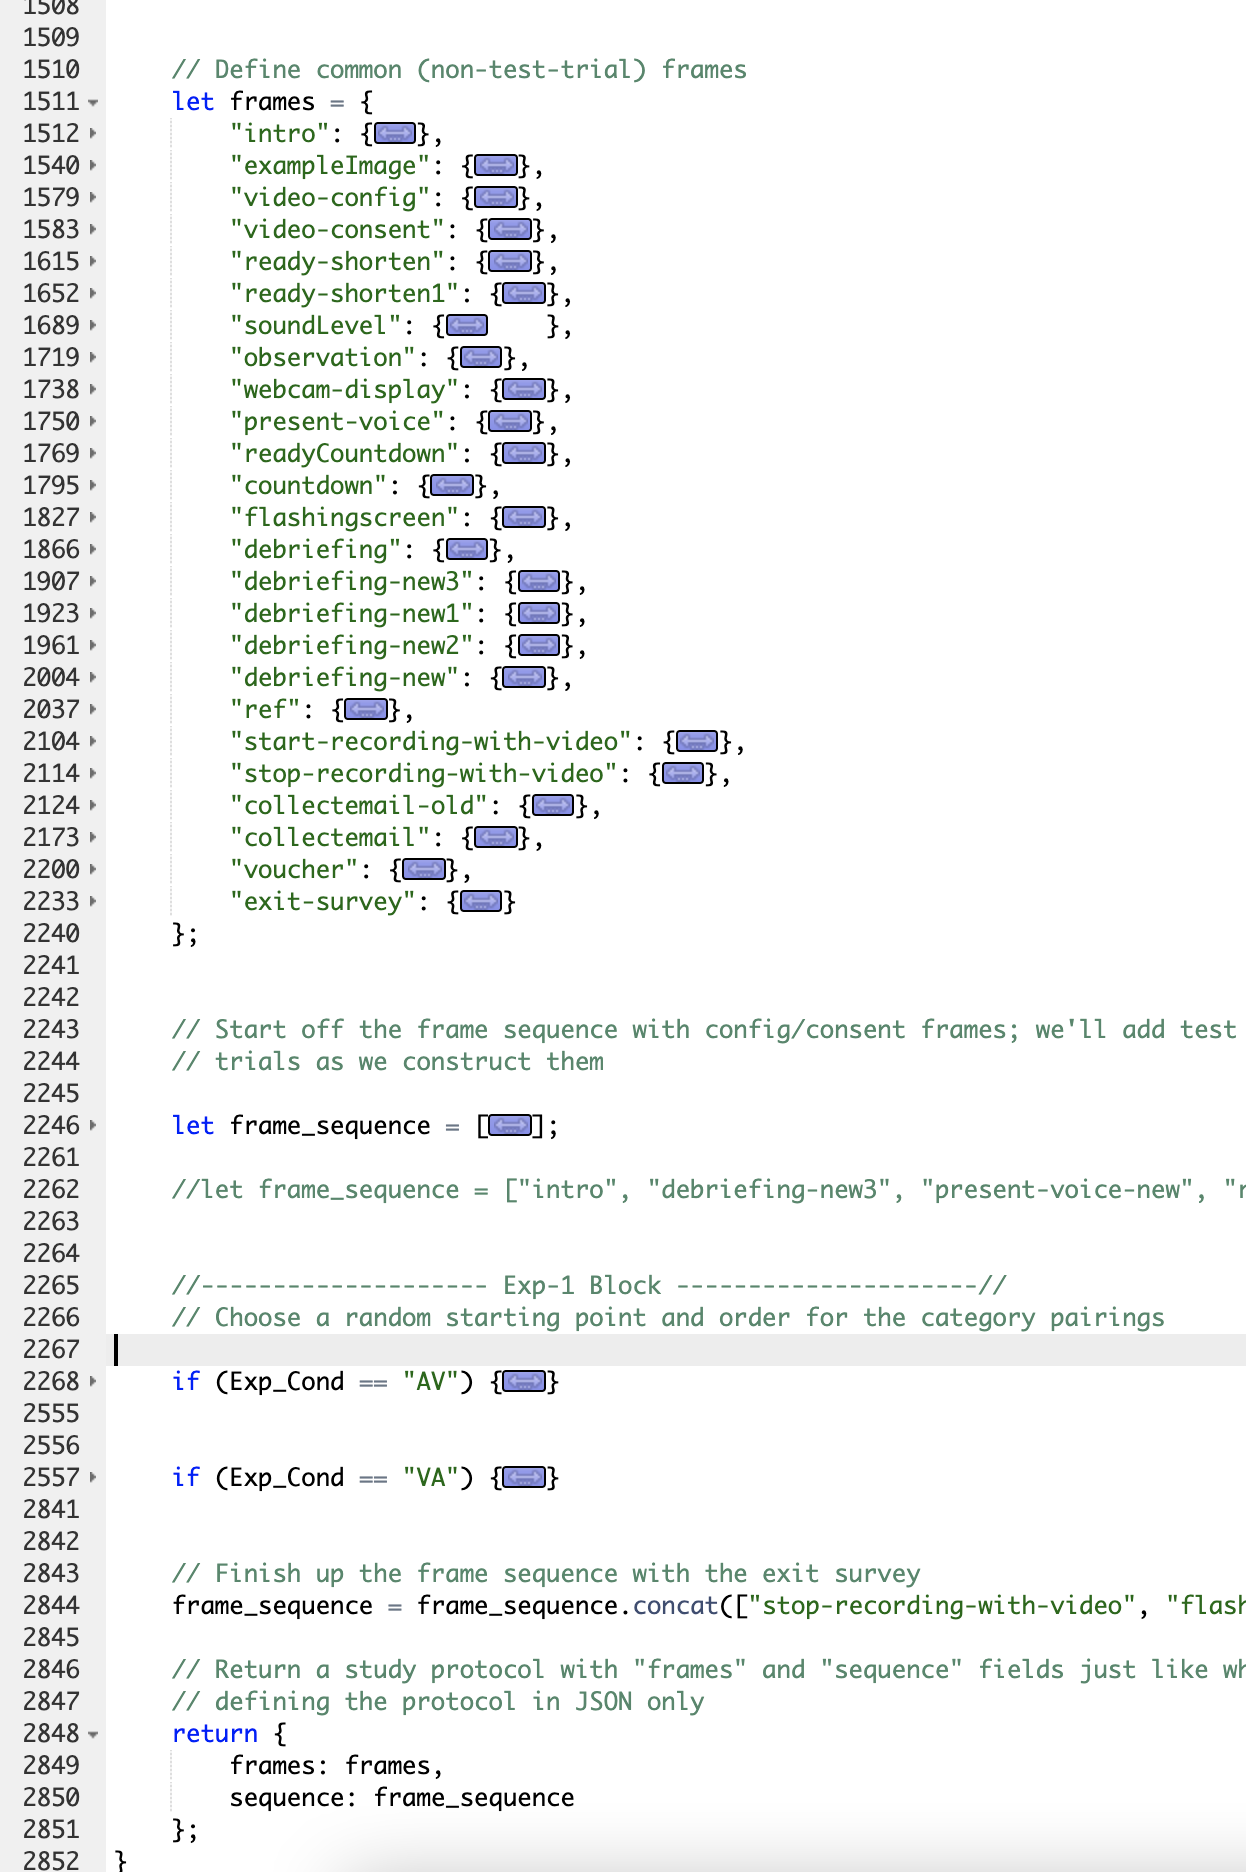 1508
1509
1510 // Define common (non-test-trial) frames
1511 let frames = {
1512 "intro": {...},
1540 "exampleImage": {...},
1579 "video-config": {...},
1583 "video-consent": {...},
1615 "ready-shorten": {...},
1652 "ready-shorten1": {...},
1689 "soundLevel": {... },
1719 "observation": {...},
1738 "webcam-display": {...},
1750 "present-voice": {...},
1769 "readyCountdown": {...},
1795 "countdown": {...},
1827 "flashingscreen": {...},
1866 "debriefing": {...},
1907 "debriefing-new3": {...},
1923 "debriefing-new1": {...},
1961 "debriefing-new2": {...},
2004 "debriefing-new": {...},
2037 "ref": {...},
2104 "start-recording-with-video": {...},
2114 "stop-recording-with-video": {...},
2124 "collectemail-old": {...},
2173 "collectemail": {...},
2200 "voucher": {...},
2233 "exit-survey": {...}
2240 };
2241
2242
2243 // Start off the frame sequence with config/consent frames; we'll add test
2244 // trials as we construct them
2245
2246 let frame_sequence = [...];
2261
2262 //let frame_sequence = ["intro", "debriefing-new3", "present-voice-new", "r
2263
2264
2265 //-------------------- Exp-1 Block ---------------------//
2266 // Choose a random starting point and order for the category pairings
2267
2268 if (Exp_Cond == "AV") {...}
2555
2556
2557 if (Exp_Cond == "VA") {...}
2841
2842
2843 // Finish up the frame sequence with the exit survey
2844 frame_sequence = frame_sequence.concat(["stop-recording-with-video", "flash
2845
2846 // Return a study protocol with "frames" and "sequence" fields just like wh
2847 // defining the protocol in JSON only
2848 return {
2849 frames: frames,
2850 sequence: frame_sequence
2851 };
2852 }